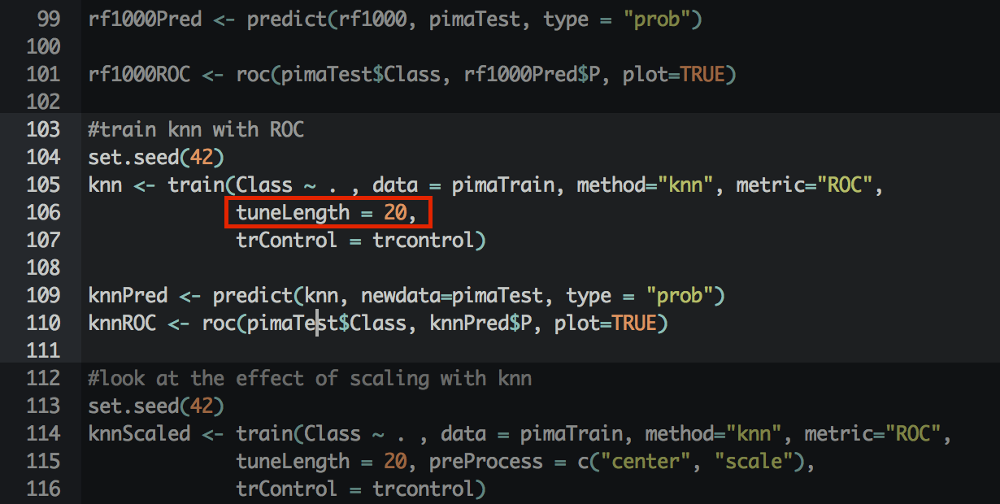 99 rf1000Pred <- predict(rf1000, pimaTest, type = "prob")
100
101 rf1000ROC <- roc(pimaTest$Class, rf1000Pred$P, plot=TRUE)
102
103 #train knn with ROC
104 set.seed(42)
105 knn <- train(Class ~ . , data = pimaTrain, method="knn", metric="ROC",
106 tuneLength = 20,
107 trControl = trcontrol)
108
109 knnPred <- predict(knn, newdata=pimaTest, type = "prob")
110 knnROC <- roc(pimaTest$Class, knnPred$P, plot=TRUE)
111
112 #look at the effect of scaling with knn
113 set.seed(42)
114 knnScaled <- train(Class ~ . , data = pimaTrain, method="knn", metric="ROC",
115 tuneLength = 20, preProcess = c("center", "scale"),
116 trControl = trcontrol)